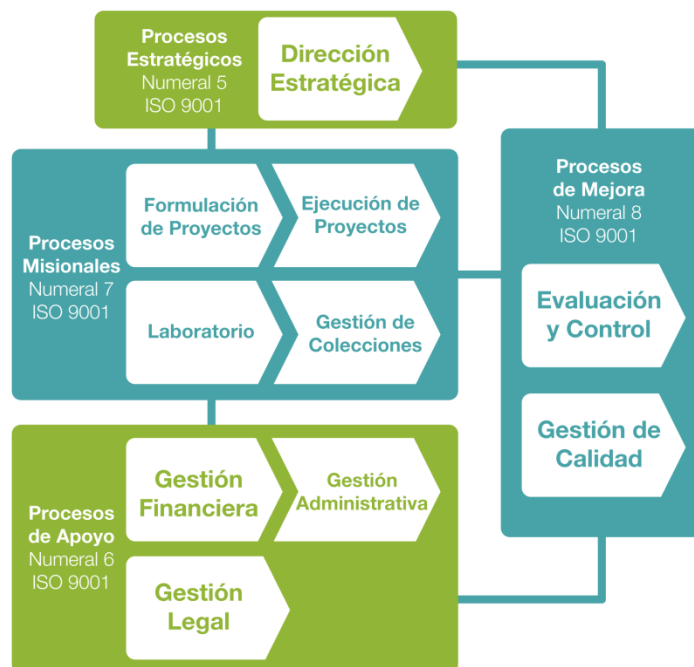 Procesos
Estratégicos
Numeral 5
ISO 9001
Dirección
Estratégica
Procesos
Misionales
Numeral 7
ISO 9001
Formulación
de Proyectos
Ejecución de
Proyectos
Laboratorio
Gestión de
Colecciones
Procesos
de Apoyo
Numeral 6
ISO 9001
Gestión
Financiera
Gestión
Administrativa
Gestión
Legal
Procesos
de Mejora
Numeral 8
ISO 9001
Evaluación
y Control
Gestión de
Calidad